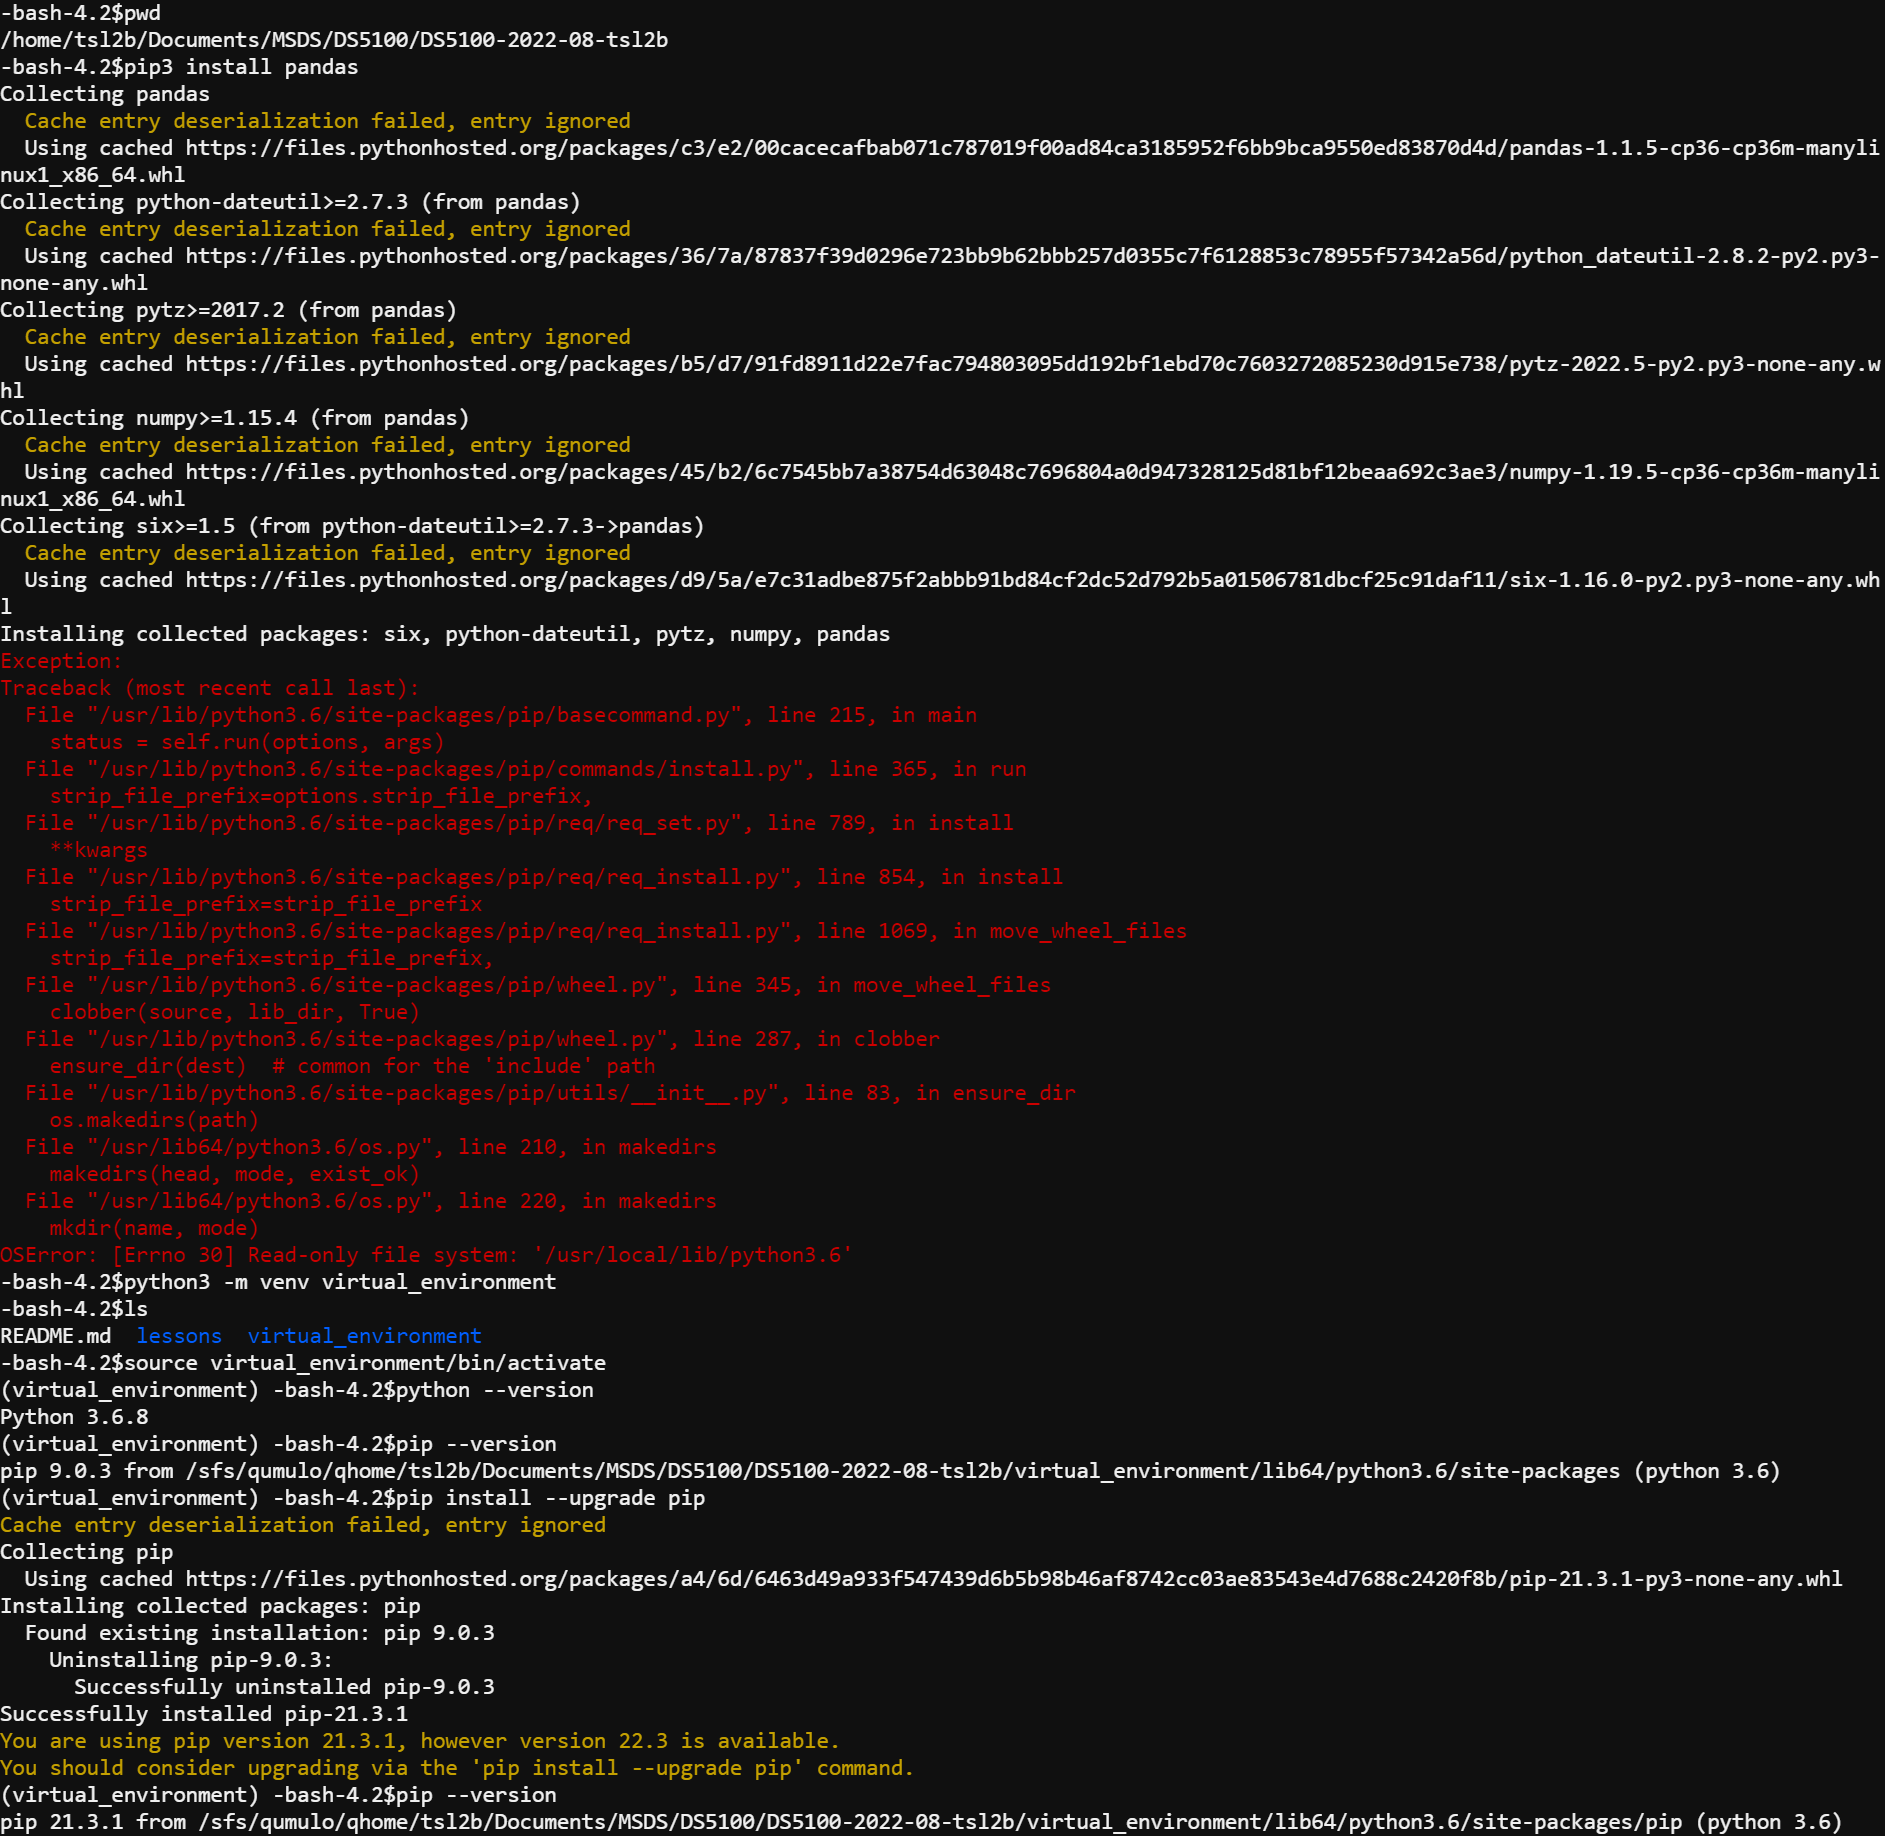 -bash-4.2$pwd
/home/tsl2b/Documents/MSDS/DS5100/DS5100-2022-08-tsl2b
-bash-4.2$pip3 install pandas
Collecting pandas
  Cache entry deserialization failed, entry ignored
  Using cached https://files.pythonhosted.org/packages/c3/e2/00cacecafbab071c787019f00ad84ca3185952f6bb9bca9550ed83870d4d/pandas-1.1.5-cp36-cp36m-manyli
nux1_x86_64.whl
Collecting python-dateutil>=2.7.3 (from pandas)
  Cache entry deserialization failed, entry ignored
  Using cached https://files.pythonhosted.org/packages/36/7a/87837f39d0296e723bb9b62bbb257d0355c7f6128853c78955f57342a56d/python_dateutil-2.8.2-py2.py3-
none-any.whl
Collecting pytz>=2017.2 (from pandas)
  Cache entry deserialization failed, entry ignored
  Using cached https://files.pythonhosted.org/packages/b5/d7/91fd8911d22e7fac794803095dd192bf1ebd70c7603272085230d915e738/pytz-2022.5-py2.py3-none-any.w
hl
Collecting numpy>=1.15.4 (from pandas)
  Cache entry deserialization failed, entry ignored
  Using cached https://files.pythonhosted.org/packages/45/b2/6c7545bb7a38754d63048c7696804a0d947328125d81bf12beaa692c3ae3/numpy-1.19.5-cp36-cp36m-manyli
nux1_x86_64.whl
Collecting six>=1.5 (from python-dateutil>=2.7.3->pandas)
  Cache entry deserialization failed, entry ignored
  Using cached https://files.pythonhosted.org/packages/d9/5a/e7c31adbe875f2abbb91bd84cf2dc52d792b5a01506781dbcf25c91daf11/six-1.16.0-py2.py3-none-any.wh
l
Installing collected packages: six, python-dateutil, pytz, numpy, pandas
Exception:
Traceback (most recent call last):
  File "/usr/lib/python3.6/site-packages/pip/basecommand.py", line 215, in main
    status = self.run(options, args)
  File "/usr/lib/python3.6/site-packages/pip/commands/install.py", line 365, in run
    strip_file_prefix=options.strip_file_prefix,
  File "/usr/lib/python3.6/site-packages/pip/req/req_set.py", line 789, in install
    **kwargs
  File "/usr/lib/python3.6/site-packages/pip/req/req_install.py", line 854, in install
    strip_file_prefix=strip_file_prefix
  File "/usr/lib/python3.6/site-packages/pip/req/req_install.py", line 1069, in move_wheel_files
    strip_file_prefix=strip_file_prefix,
  File "/usr/lib/python3.6/site-packages/pip/wheel.py", line 345, in move_wheel_files
    clobber(source, lib_dir, True)
  File "/usr/lib/python3.6/site-packages/pip/wheel.py", line 287, in clobber
    ensure_dir(dest)  # common for the 'include' path
  File "/usr/lib/python3.6/site-packages/pip/utils/__init__.py", line 83, in ensure_dir
    os.makedirs(path)
  File "/usr/lib64/python3.6/os.py", line 210, in makedirs
    makedirs(head, mode, exist_ok)
  File "/usr/lib64/python3.6/os.py", line 220, in makedirs
    mkdir(name, mode)
OSError: [Errno 30] Read-only file system: '/usr/local/lib/python3.6'
-bash-4.2$python3 -m venv virtual_environment
-bash-4.2$ls
README.md  lessons  virtual_environment
-bash-4.2$source virtual_environment/bin/activate
(virtual_environment) -bash-4.2$python --version
Python 3.6.8
(virtual_environment) -bash-4.2$pip --version
pip 9.0.3 from /sfs/qumulo/qhome/tsl2b/Documents/MSDS/DS5100/DS5100-2022-08-tsl2b/virtual_environment/lib64/python3.6/site-packages (python 3.6)
(virtual_environment) -bash-4.2$pip install --upgrade pip
Cache entry deserialization failed, entry ignored
Collecting pip
  Using cached https://files.pythonhosted.org/packages/a4/6d/6463d49a933f547439d6b5b98b46af8742cc03ae83543e4d7688c2420f8b/pip-21.3.1-py3-none-any.whl
Installing collected packages: pip
  Found existing installation: pip 9.0.3
    Uninstalling pip-9.0.3:
      Successfully uninstalled pip-9.0.3
Successfully installed pip-21.3.1
You are using pip version 21.3.1, however version 22.3 is available.
You should consider upgrading via the 'pip install --upgrade pip' command.
(virtual_environment) -bash-4.2$pip --version
pip 21.3.1 from /sfs/qumulo/qhome/tsl2b/Documents/MSDS/DS5100/DS5100-2022-08-tsl2b/virtual_environment/lib64/python3.6/site-packages/pip (python 3.6)